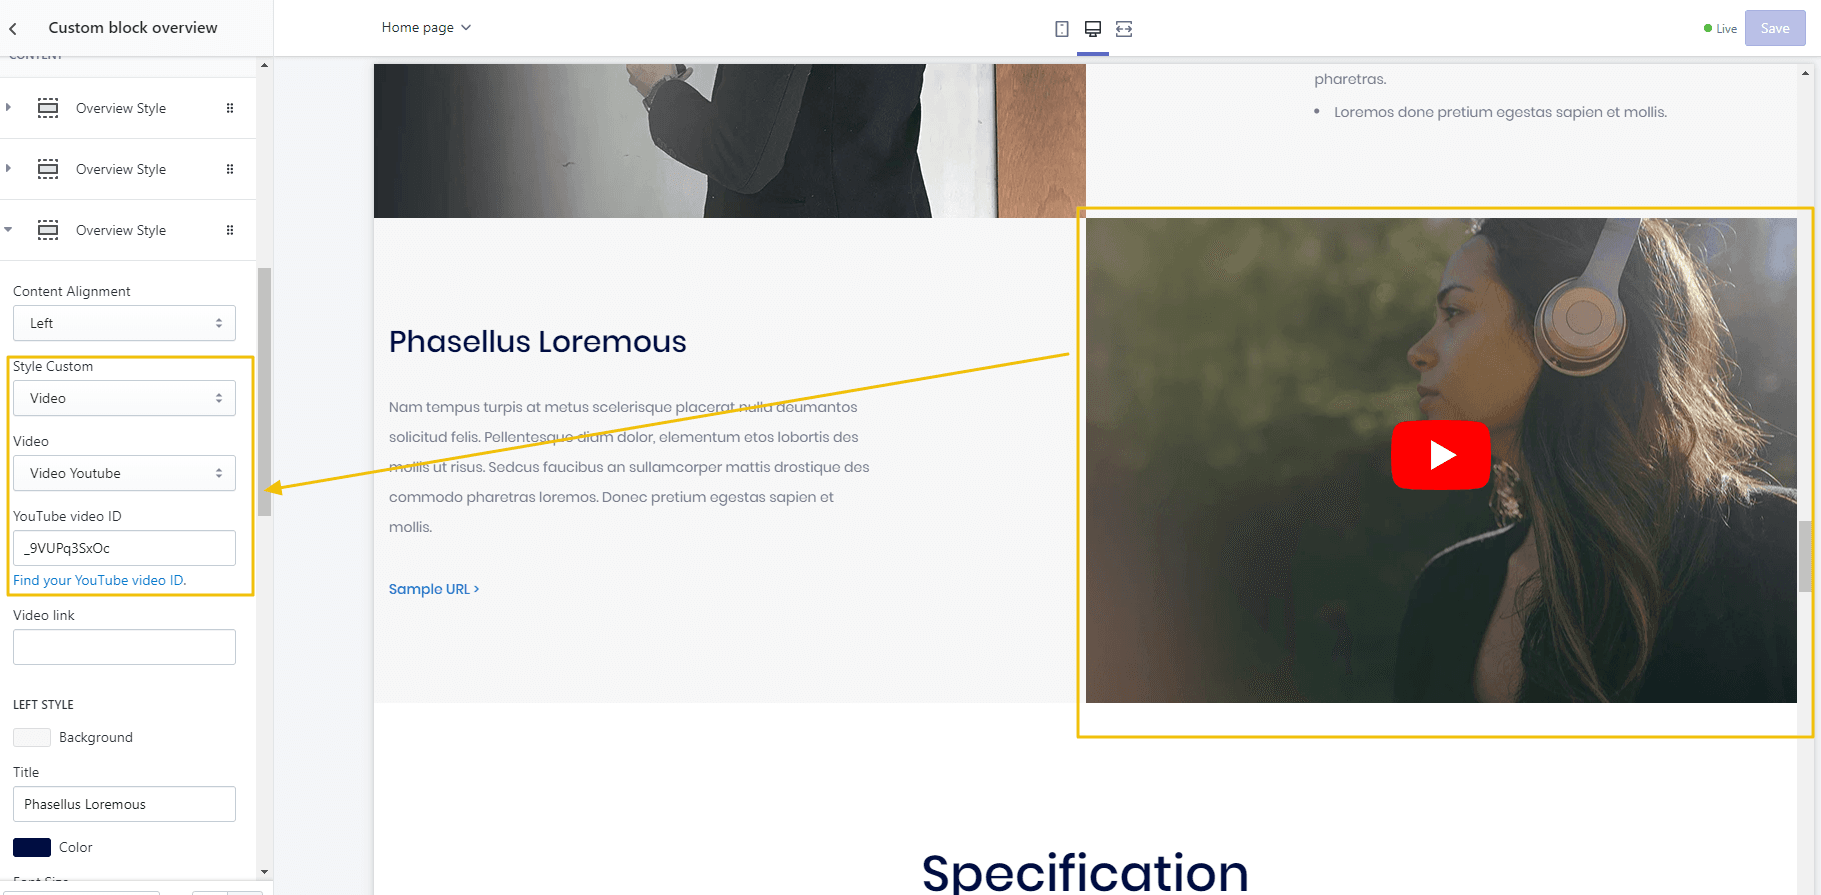 Custom block overview
Home page
Live
Save
CONTENT
Overview Style
Overview Style
Overview Style
Content Alignment
Left
Style Custom
Video
Video
Video Youtube
YouTube video ID
_9VUPq3SxOc
Find your YouTube video ID.
Video link
LEFT STYLE
Background
Title
Phasellus Loremous
Color
Font Size
pharetras.
• Loremos done pretium egestas sapien et mollis.
Phasellus Loremous
Nam tempus turpis at metus scelerisque placerat nulla deumantos
solicitud felis. Pellentesque diam dolor, elementum etos lobortis des
mollis ut risus. Sedcus faucibus an sullamcorper mattis drostique des
commodo pharetras loremos. Donec pretium egestas sapien et
mollis.
Sample URL >
Specification